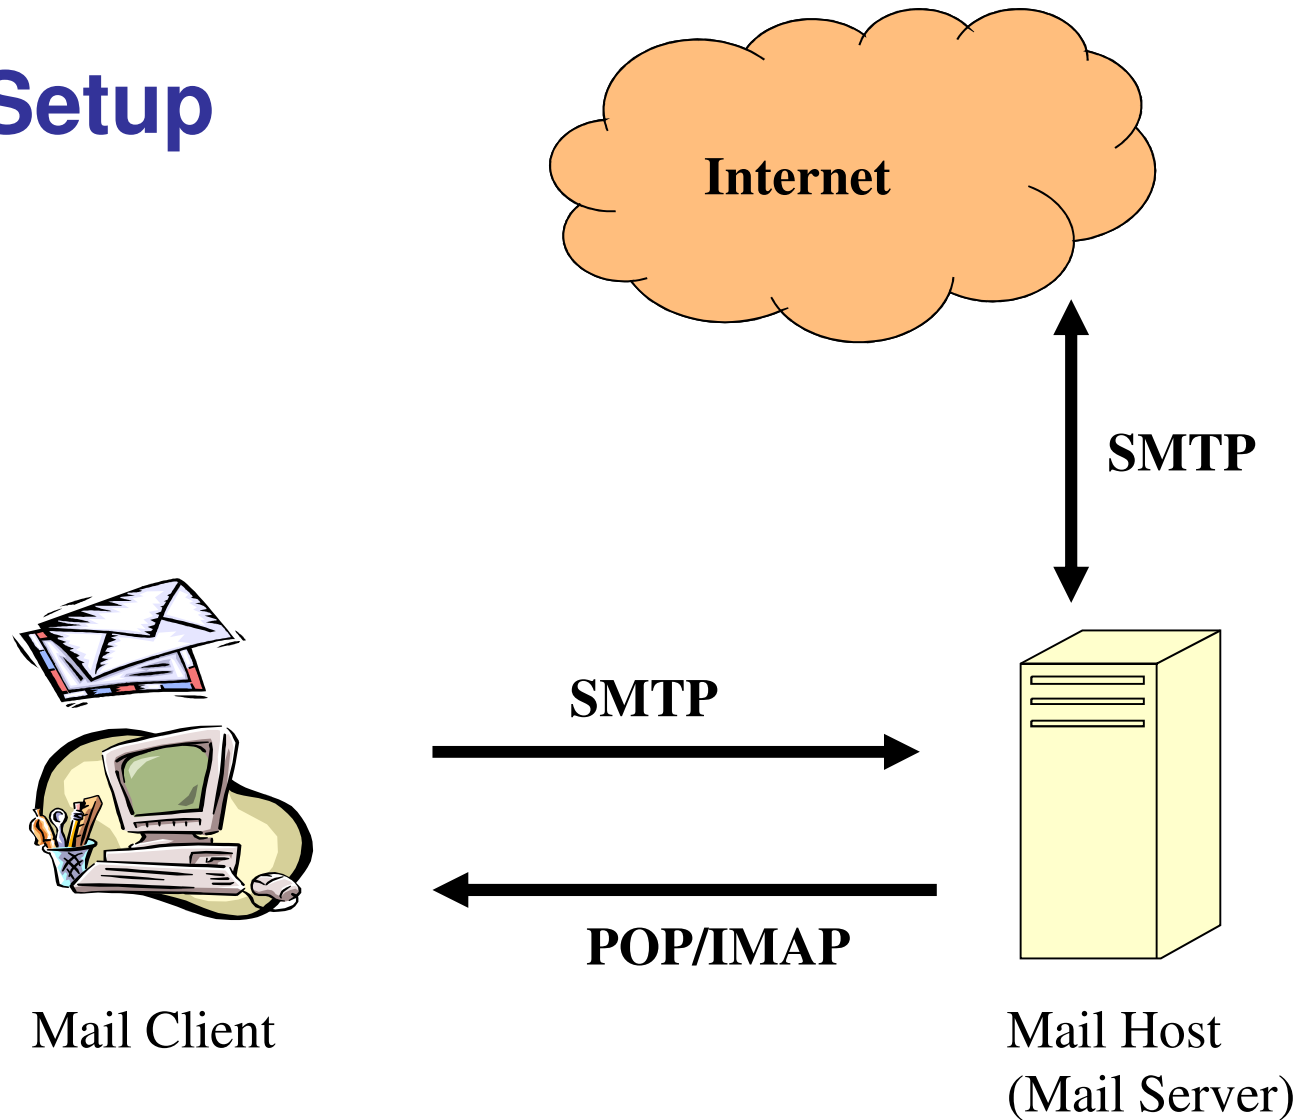 Setup
Internet
SMTP
SMTP
POP/IMAP
Mail Client
Mail Host
(Mail Server)